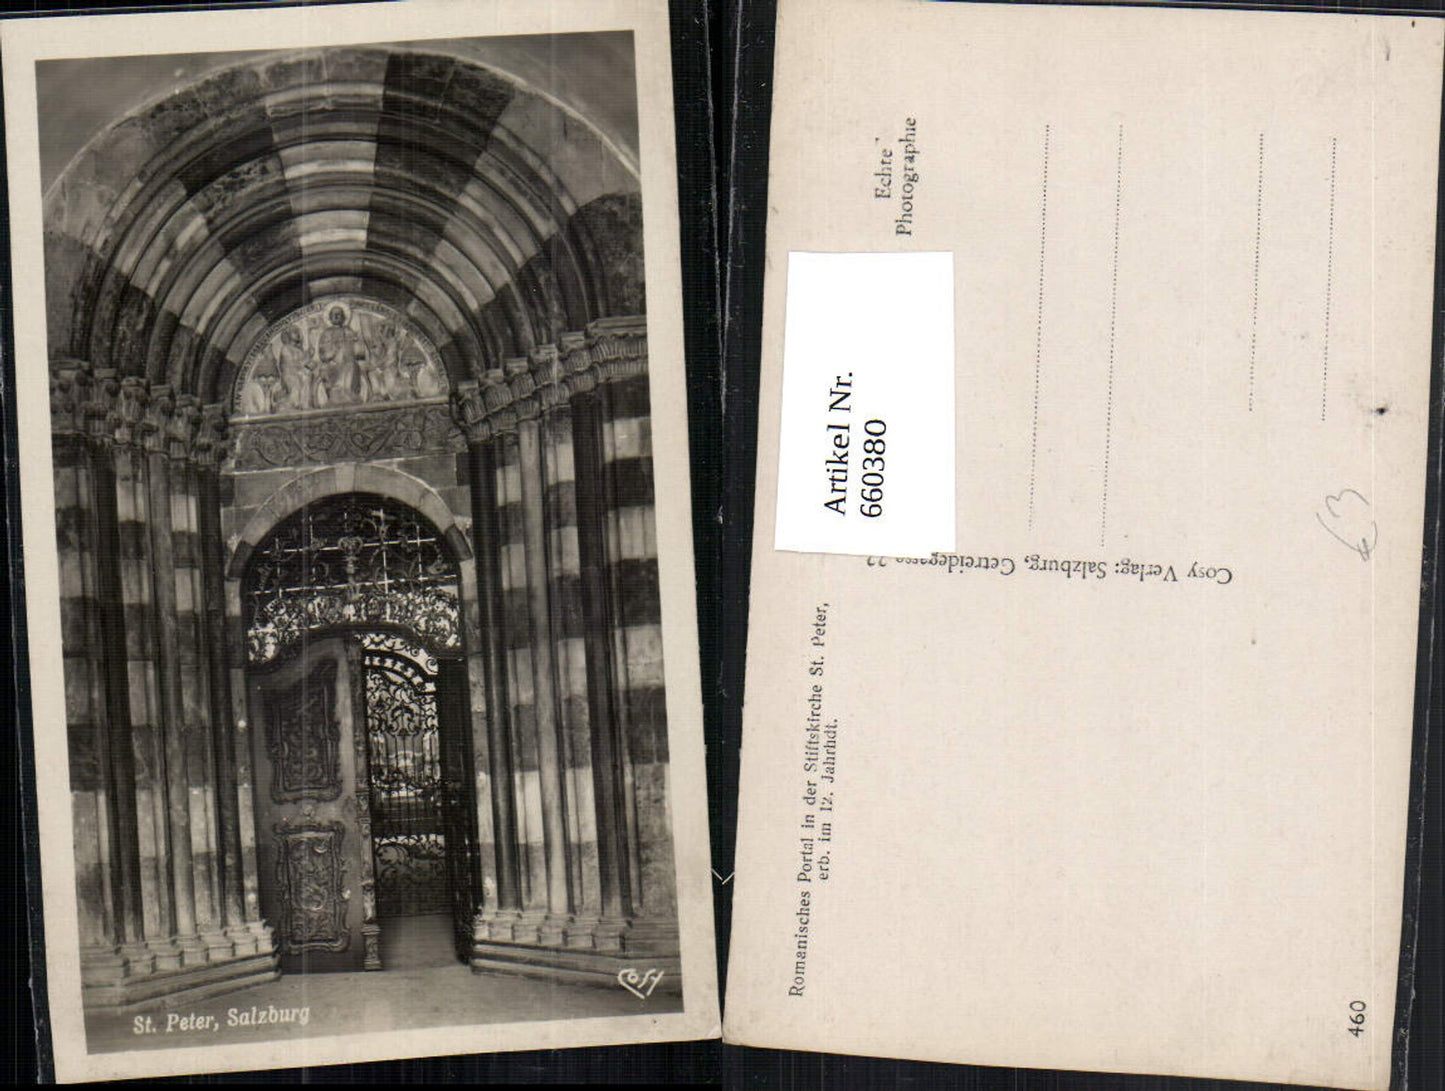 St. Peter, Salzburg
COSY
Echte
Photographie
Artikel Nr.
660380
Cosy Verlag: Salzburg, Getreidegasse 22
Romanisches Portal in der Stiftskirche St. Peter,
erb. im 12. Jahrhdt.
460